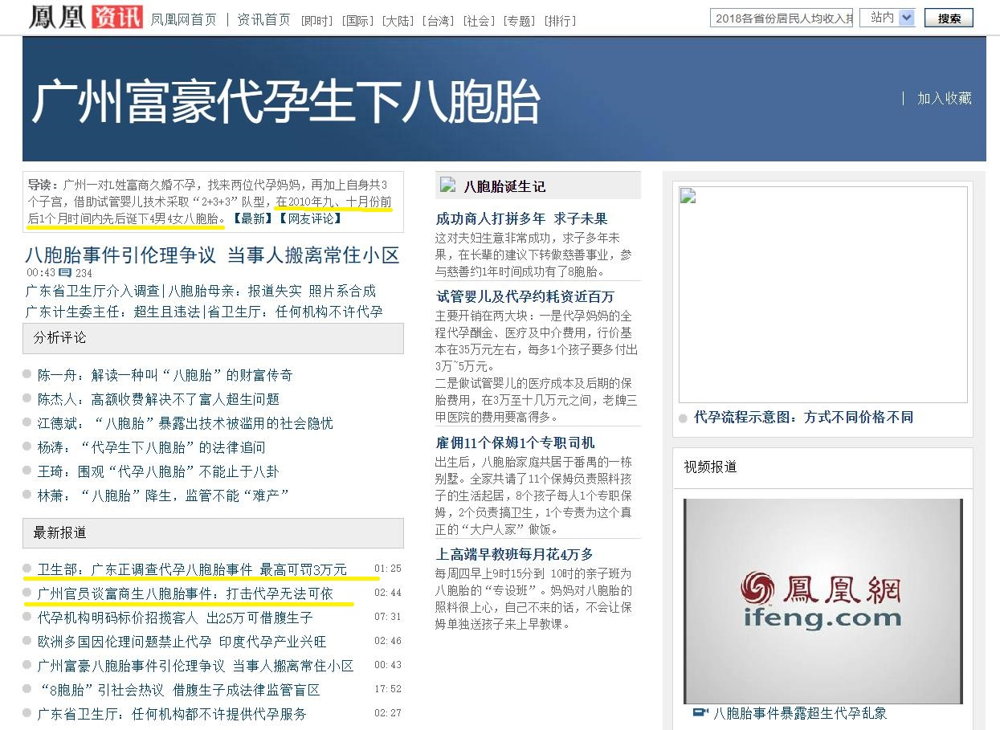 鳳凰资讯 凤凰网首页 | 资讯首页 [即时] [国际] [大陆] [台湾] [社会] [专题] [排行]
2018各省份居民人均收入排 站内 搜索
广州富豪代孕生下八胞胎
| 加入收藏
导读：广州一对L姓富商久婚不孕，找来两位代孕妈妈，再加上自身共3
个子宫，借助试管婴儿技术采取“2+3+3”队型，在2010年九、十月份前
后1个月时间内先后诞下4男4女八胞胎。【最新】【网友评论】
八胞胎事件引伦理争议 当事人搬离常住小区
00:43 234
广东省卫生厅介入调查|八胞胎母亲：报道失实 照片系合成
广东计生委主任：超生且违法|省卫生厅：任何机构不许代孕
分析评论
陈一舟：解读一种叫“八胞胎”的财富传奇
陈杰人：高额收费解决不了富人超生问题
江德斌：“八胞胎”暴露出技术被滥用的社会隐忧
杨涛：“代孕生下八胞胎”的法律追问
王琦：围观“代孕八胞胎”不能止于八卦
林萧：“八胞胎”降生，监管不能“难产”
最新报道
卫生部：广东正调查代孕八胞胎事件 最高可罚3万元 01:25
广州官员谈富商生八胞胎事件：打击代孕无法可依 02:44
代孕机构明码标价招揽客人 出25万可借腹生子 07:31
欧洲多国因伦理问题禁止代孕 印度代孕产业兴旺 02:46
广州富豪八胞胎事件引伦理争议 当事人搬离常住小区 00:43
“8胞胎”引社会热议 借腹生子成法律监管盲区 17:52
广东省卫生厅：任何机构都不许提供代孕服务 02:27
八胞胎诞生记
成功商人打拼多年 求子未果
这对夫妇生意非常成功，求子多年未
果，在长辈的建议下转做慈善事业，参
与慈善约1年时间成功有了8胞胎。
试管婴儿及代孕约耗资近百万
主要开销在两大块：一是代孕妈妈的全
程代孕酬金、医疗及中介费用，行价基
本在35万元左右，每多1个孩子要多付出
3万~5万元。
二是做试管婴儿的医疗成本及后期的保
胎费用，在3万至十几万元之间，老牌三
甲医院的费用要高得多。
雇佣11个保姆1个专职司机
出生后，八胞胎家庭共居于番禺的一栋
别墅。全家共请了11个保姆负责照料孩
子的生活起居，8个孩子每人1个专职保
姆，2个负责搞卫生，1个专责为这个真
正的“大户人家”做饭。
上高端早教班每月花4万多
每周四早上9时15分到 10时的亲子班为
八胞胎的“专设班”。妈妈对八胞胎的
照料很上心，自己不来的话，不会让保
姆单独送孩子来上早教课。
代孕流程示意图：方式不同价格不同
视频报道
鳳凰網
ifeng.com
八胞胎事件暴露超生代孕乱象